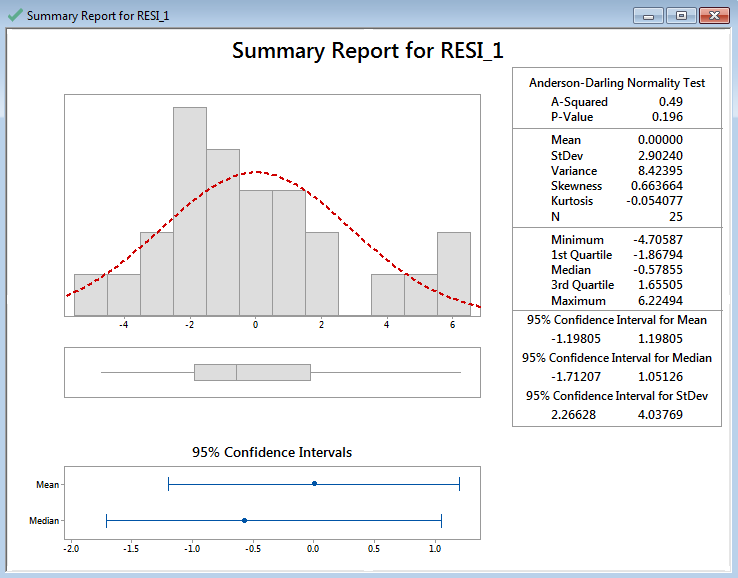 Summary Report for RESI_1
Summary Report for RESI_1
-4 -2 0 2 4 6
Anderson-Darling Normality Test
A-Squared 0.49
P-Value 0.196
Mean 0.00000
StDev 2.90240
Variance 8.42395
Skewness 0.663664
Kurtosis -0.054077
N 25
Minimum -4.70587
1st Quartile -1.86794
Median -0.57855
3rd Quartile 1.65505
Maximum 6.22494
95% Confidence Interval for Mean
-1.19805 1.19805
95% Confidence Interval for Median
-1.71207 1.05126
95% Confidence Interval for StDev
2.26628 4.03769
95% Confidence Intervals
Mean
Median
-2.0 -1.5 -1.0 -0.5 0.0 0.5 1.0